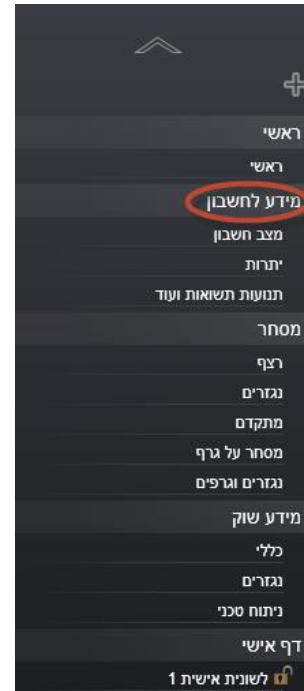 ראשי
ראשי
מידע לחשבון
מצב חשבון
יתרות
תנועות תשואות ועוד
מסחר
רצף
נגזרים
מתקדם
מסחר על גרף
נגזרים וגרפים
מידע שוק
כללי
נגזרים
ניתוח טכני
דף אישי
לשונית אישית 1